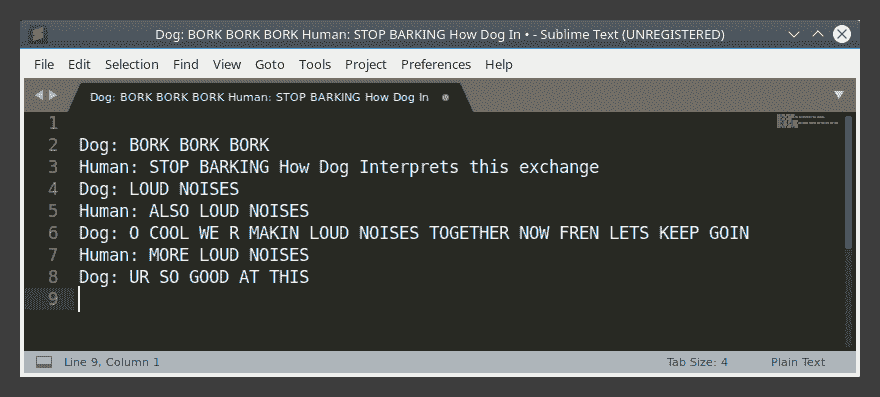 Dog: BORK BORK BORK Human: STOP BARKING How Dog In • - Sublime Text (UNREGISTERED)
File Edit Selection Find View Goto Tools Project Preferences Help
Dog: BORK BORK BORK Human: STOP BARKING How Dog In
1
2 Dog: BORK BORK BORK
3 Human: STOP BARKING How Dog Interprets this exchange
4 Dog: LOUD NOISES
5 Human: ALSO LOUD NOISES
6 Dog: O COOL WE R MAKIN LOUD NOISES TOGETHER NOW FREN LETS KEEP GOIN
7 Human: MORE LOUD NOISES
8 Dog: UR SO GOOD AT THIS
9
Line 9, Column 1 Tab Size: 4 Plain Text